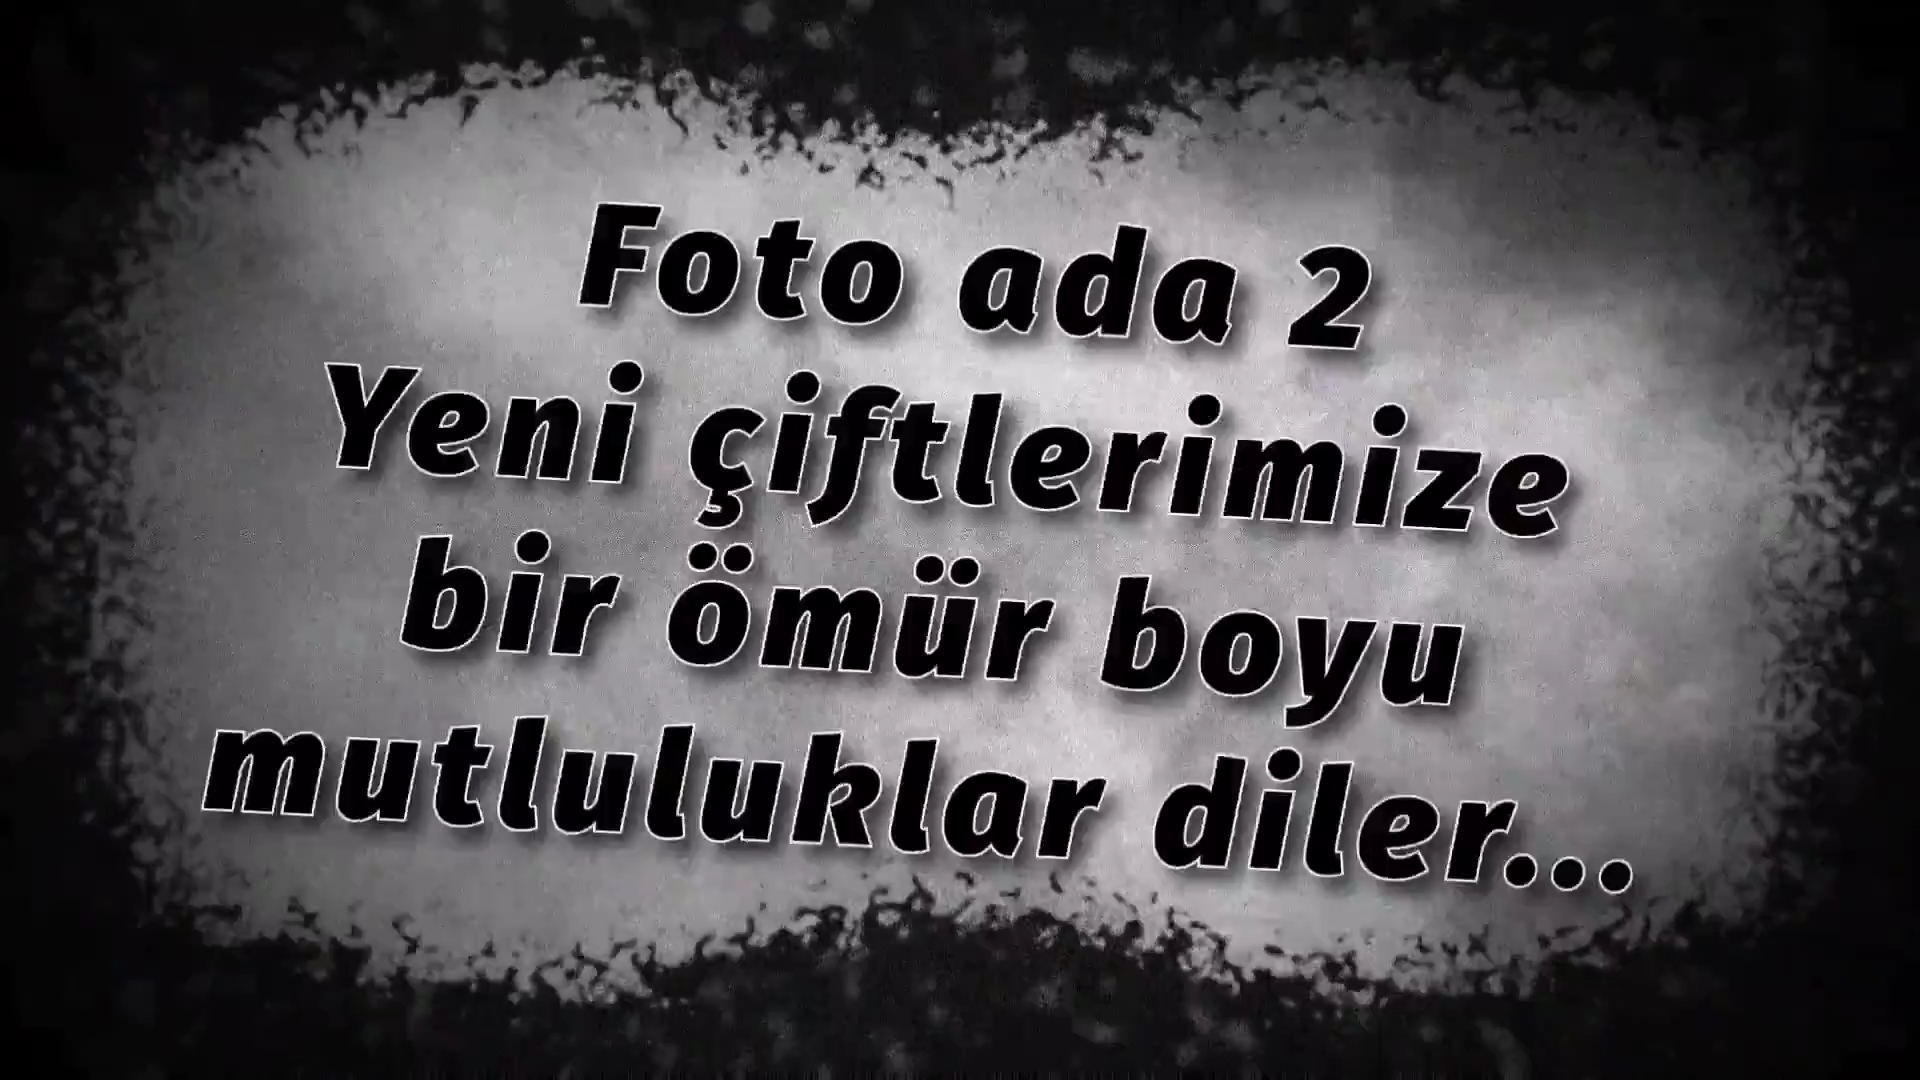 Foto ada 2
Yeni çiftlerimize
bir ömür boyu
mutluluklar diler...